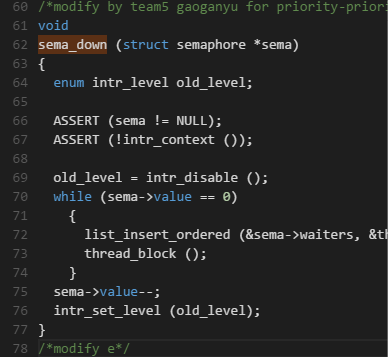 60 /*modify by team5 gaoganyu for priority-prior
61 void
62 sema_down (struct semaphore *sema)
63 {
64 enum intr_level old_level;
65
66 ASSERT (sema != NULL);
67 ASSERT (!intr_context ());
68
69 old_level = intr_disable ();
70 while (sema->value == 0)
71 {
72 list_insert_ordered (&sema->waiters, &th
73 thread_block ();
74 }
75 sema->value--;
76 intr_set_level (old_level);
77 }
78 /*modify e*/